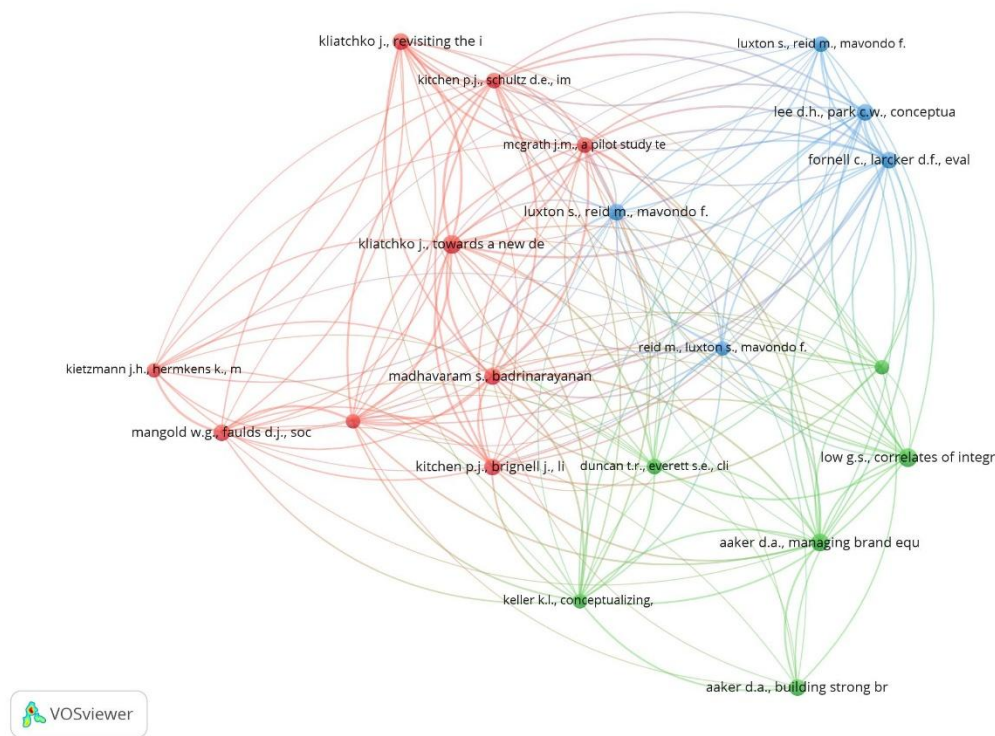 kliatchko j., revisiting the i
luxton s., reid m., mavondo f.
kitchen p.j., schultz d.e., im
lee d.h., park c.w., conceptua
mcgrath j.m., a pilot study te
fornell c., larcker d.f., eval
luxton s., reid m., mavondo f.
kliatchko j., towards a new de
reid m., luxton s., mavondo f.
kietzmann j.h., hermkens k., m
madhavaram s., badrinarayanan
mangold w.g., faulds d.j., soc
kitchen p.j., brignell j., li
duncan t.r., everett s.e., cli
low g.s., correlates of integr
aaker d.a., managing brand equ
keller k.l., conceptualizing,
aaker d.a., building strong br
VOSviewer